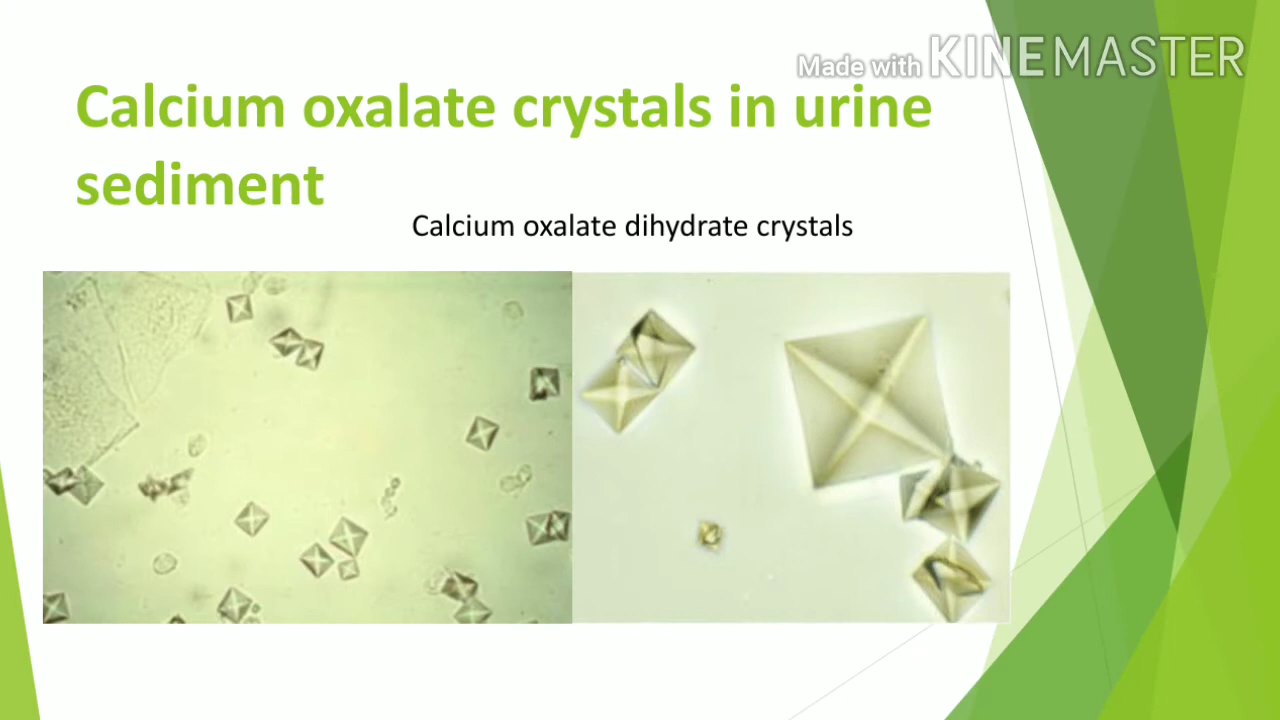 Made with KINEMASTER
Calcium oxalate crystals in urine
sediment
Calcium oxalate dihydrate crystals